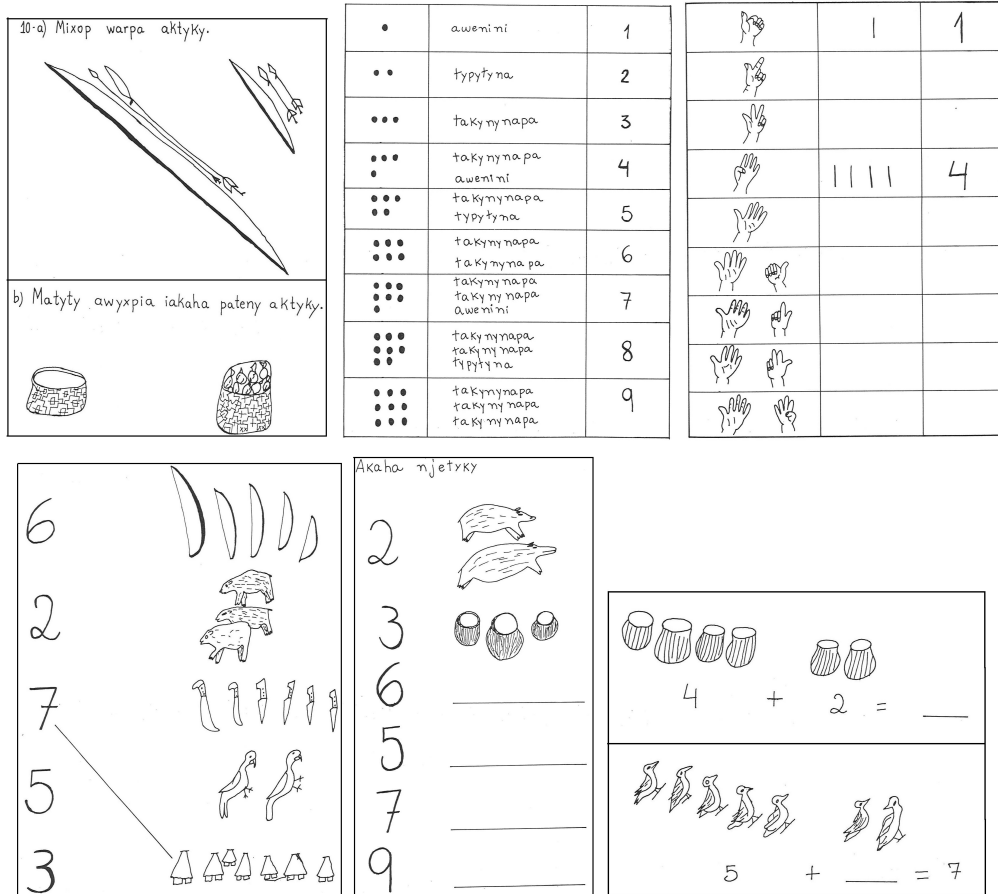 10-a) Mixop warpa aktyky.
b) Matyty awyxpia iakaha pateny aktyky.
awenini 1
typytyna 2
takynynapa 3
takynynapa 4
awenini
takynynapa 5
typytyna
takynynapa 6
takynynapa
takynynapa 7
takynynapa
awenini
takynynapa 8
takynynapa
typytyna
takynynapa 9
takynynapa
takynynapa
| 1
|||| 4
6
2
7
5
3
Akaha njetyky
2
3
6
5
7
9
4 + 2 = __
5 + __ = 7